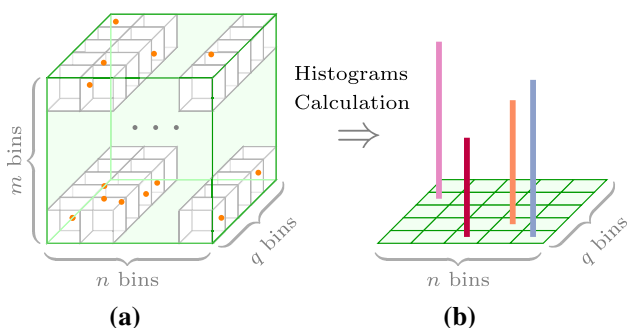 Histograms
Calculation
m bins
n bins
q bins
n bins
q bins
(a)
(b)